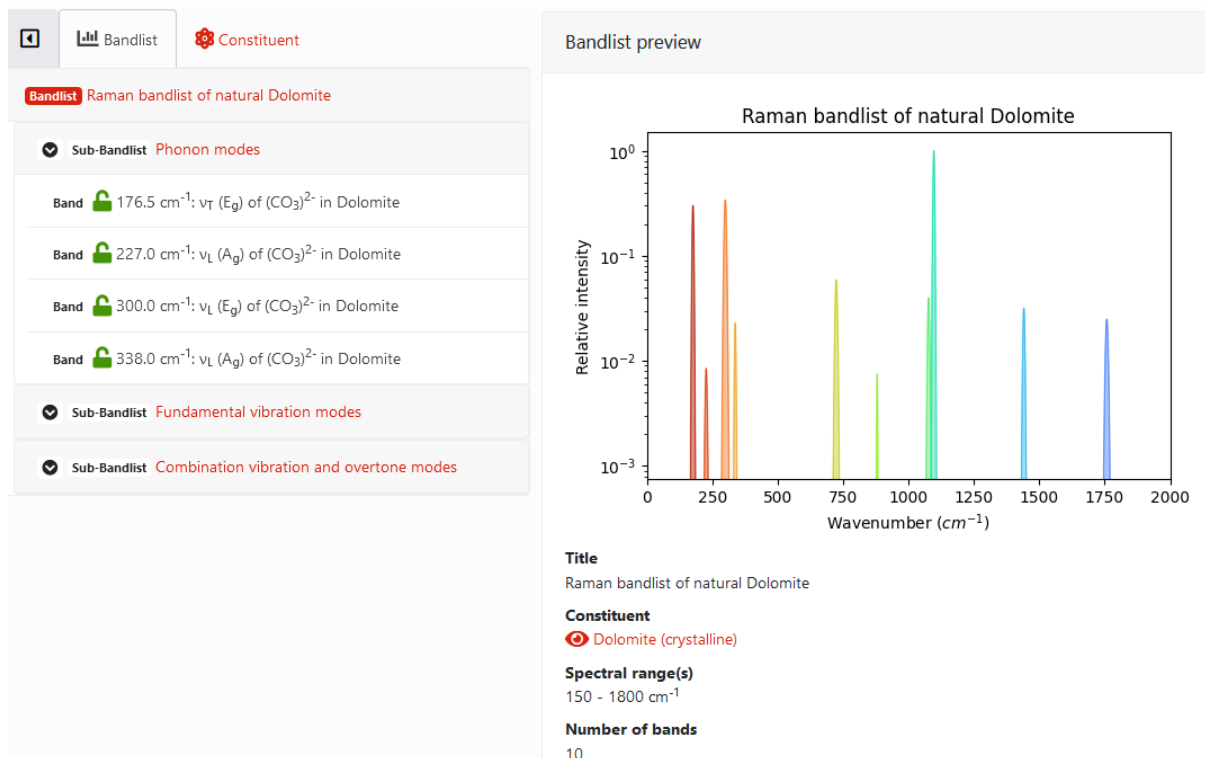 Bandlist
Constituent
Bandlist Raman bandlist of natural Dolomite
Sub-Bandlist Phonon modes
Band 176.5 cm⁻¹: νT (Eg) of (CO₃)²⁻ in Dolomite
Band 227.0 cm⁻¹: νL (Ag) of (CO₃)²⁻ in Dolomite
Band 300.0 cm⁻¹: νL (Eg) of (CO₃)²⁻ in Dolomite
Band 338.0 cm⁻¹: νL (Ag) of (CO₃)²⁻ in Dolomite
Sub-Bandlist Fundamental vibration modes
Sub-Bandlist Combination vibration and overtone modes
Bandlist preview
Raman bandlist of natural Dolomite
10⁰
10⁻¹
10⁻²
10⁻³
Relative intensity
0 250 500 750 1000 1250 1500 1750 2000
Wavenumber (cm⁻¹)
Title
Raman bandlist of natural Dolomite
Constituent
Dolomite (crystalline)
Spectral range(s)
150 - 1800 cm⁻¹
Number of bands
10